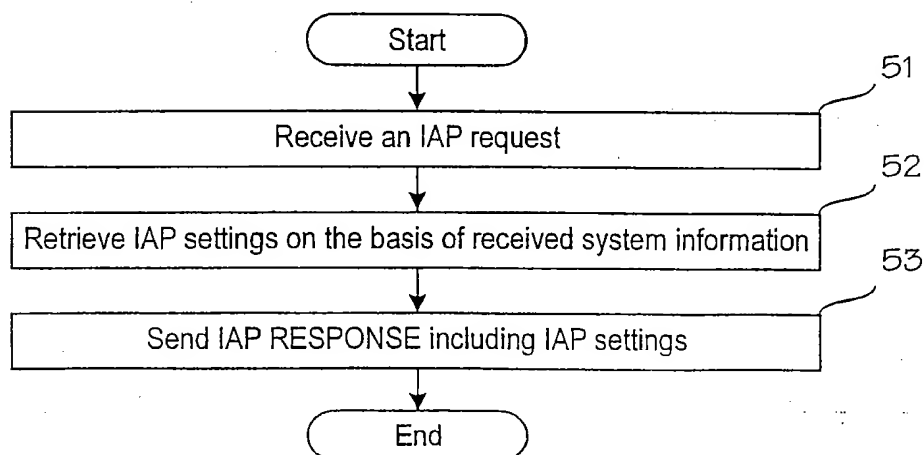 Start
51
Receive an IAP request
52
Retrieve IAP settings on the basis of received system information
53
Send IAP RESPONSE including IAP settings
End